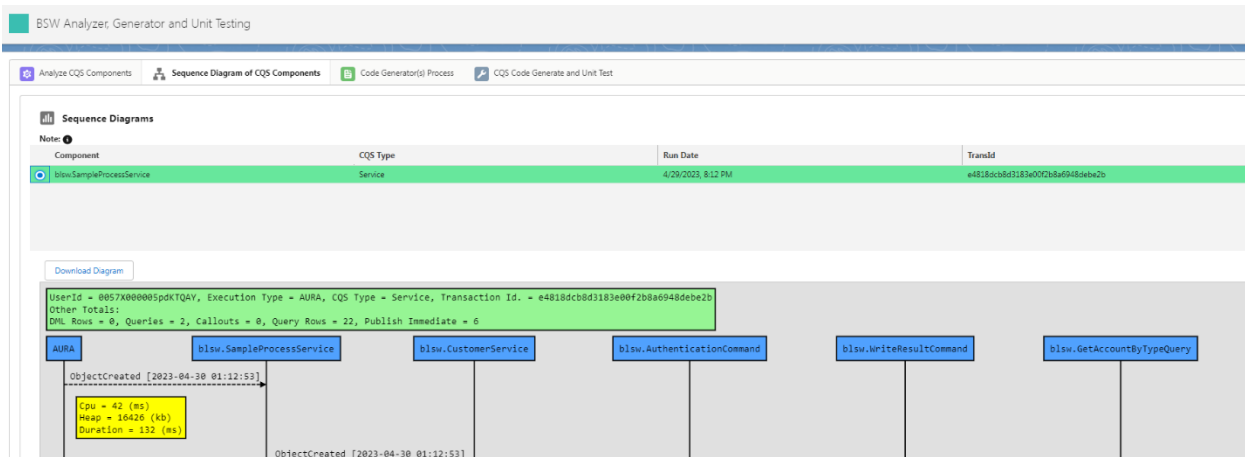 BSW Analyzer, Generator and Unit Testing
Analyze CQS Components Sequence Diagram of CQS Components Code Generator(s) Process CQS Code Generate and Unit Test
Sequence Diagrams
Note:
Component CQS Type Run Date TransId
blsw.SampleProcessService Service 4/29/2023, 8:12 PM e4818dcb8d3183e00f2b8a6948debe2b
Download Diagram
UserId = 0057X000005pdKTQAY, Execution Type = AURA, CQS Type = Service, Transaction Id. = e4818dcb8d3183e00f2b8a6948debe2b
Other Totals:
DML Rows = 0, Queries = 2, Callouts = 0, Query Rows = 22, Publish Immediate = 6
AURA blsw.SampleProcessService blsw.CustomerService blsw.AuthenticationCommand blsw.WriteResultCommand blsw.GetAccountByTypeQuery
ObjectCreated [2023-04-30 01:12:53]
Cpu = 42 (ms)
Heap = 16426 (kb)
Duration = 132 (ms)
ObjectCreated [2023-04-30 01:12:53]